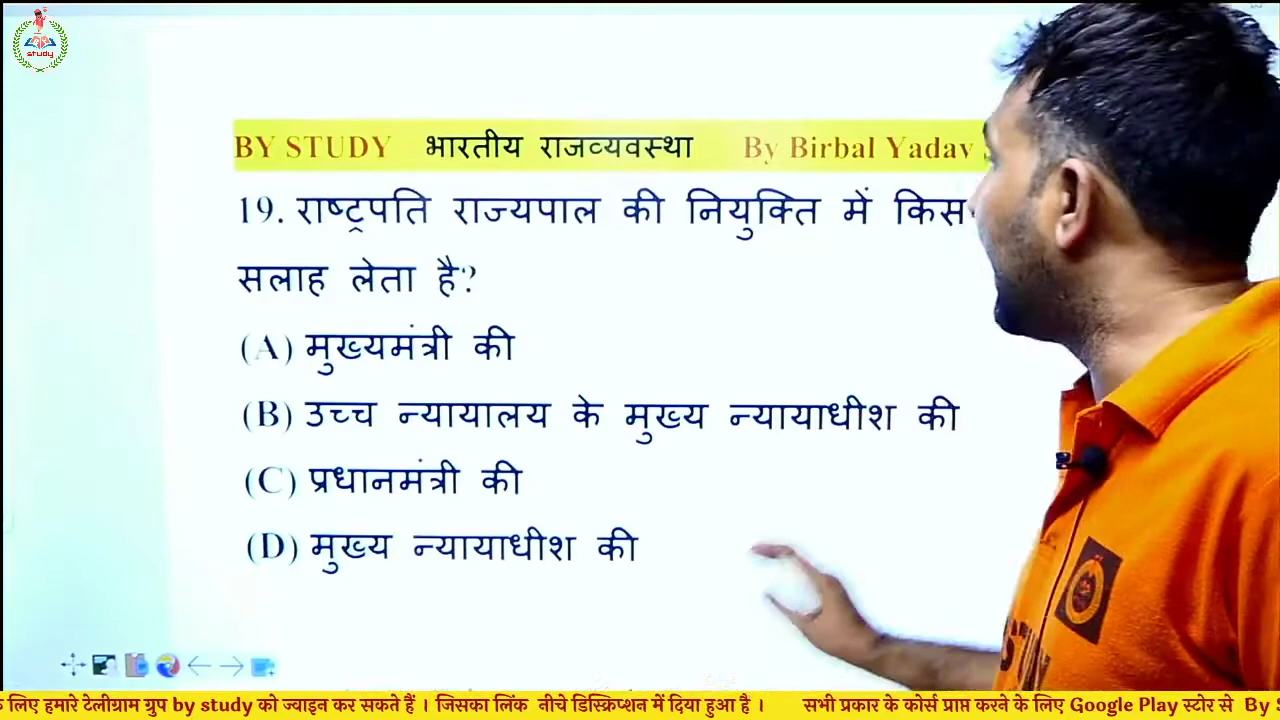 study
BY STUDY भारतीय राजव्यवस्था By Birbal Yadav
19. राष्ट्रपति राज्यपाल की नियुक्ति में किस
सलाह लेता है?
(A) मुख्यमंत्री की
(B) उच्च न्यायालय के मुख्य न्यायाधीश की
(C) प्रधानमंत्री की
(D) मुख्य न्यायाधीश की
लिए हमारे टेलीग्राम ग्रुप by study को ज्वाइन कर सकते हैं । जिसका लिंक नीचे डिस्क्रिप्शन में दिया हुआ है । सभी प्रकार के कोर्स प्राप्त करने के लिए Google Play स्टोर से By